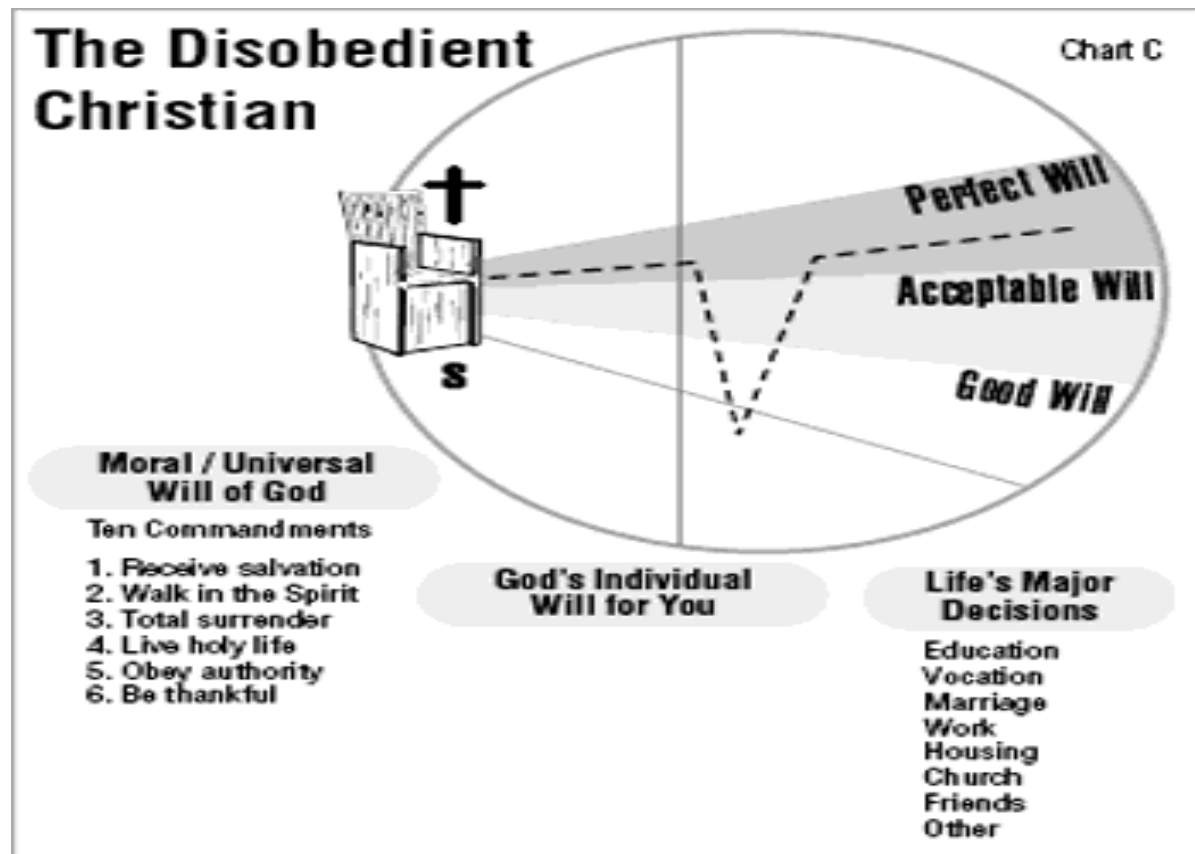 The Disobedient
Christian
Chart C
Perfect Will
Acceptable Will
Good Will
S
Moral / Universal
Will of God
Ten Commandments
1. Receive salvation
2. Walk in the Spirit
3. Total surrender
4. Live holy life
5. Obey authority
6. Be thankful
God's Individual
Will for You
Life's Major
Decisions
Education
Vocation
Marriage
Work
Housing
Church
Friends
Other